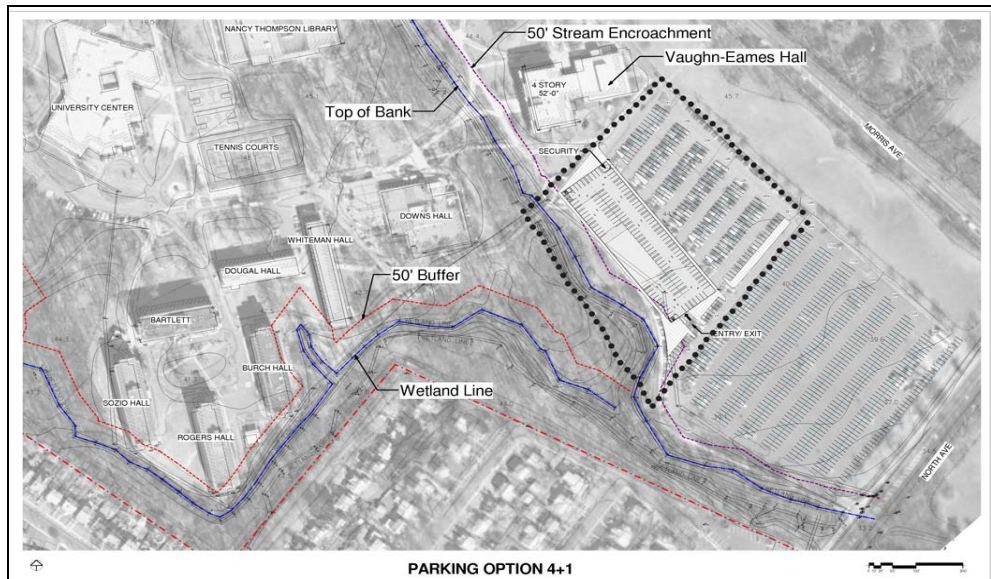 NANCY THOMPSON LIBRARY
50' Stream Encroachment
Vaughn-Eames Hall
4 STORY
52'-0"
UNIVERSITY CENTER
Top of Bank
TENNIS COURTS
SECURITY
MORRIS AVE
DOWNS HALL
WHITEMAN HALL
DOUGAL HALL
50' Buffer
BARTLETT
WETLAND LINE
ENTRY/ EXIT
BURCH HALL
Wetland Line
SOZIO HALL
ROGERS HALL
NORTH AVE
PARKING OPTION 4+1